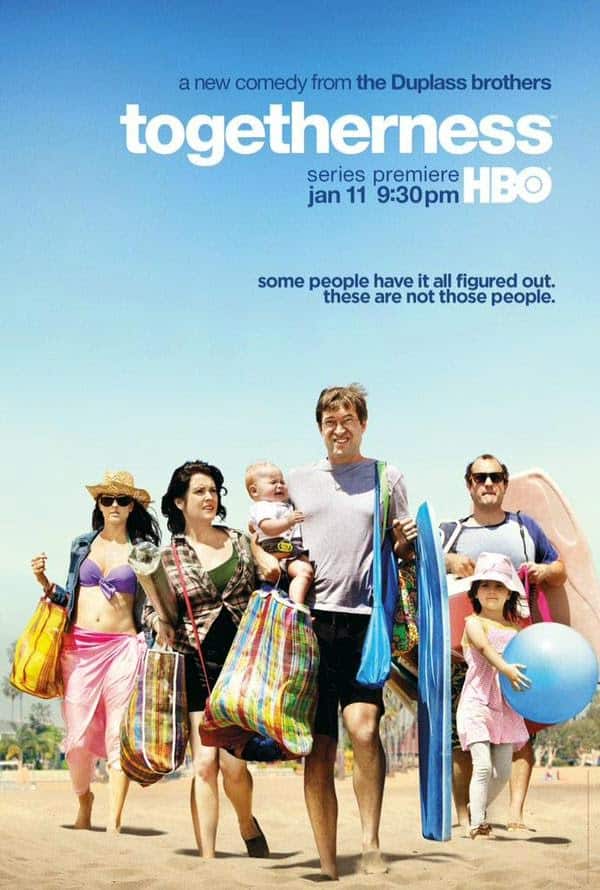 a new comedy from the Duplass brothers
togetherness
series premiere
jan 11 9:30pm HBO
some people have it all figured out.
these are not those people.